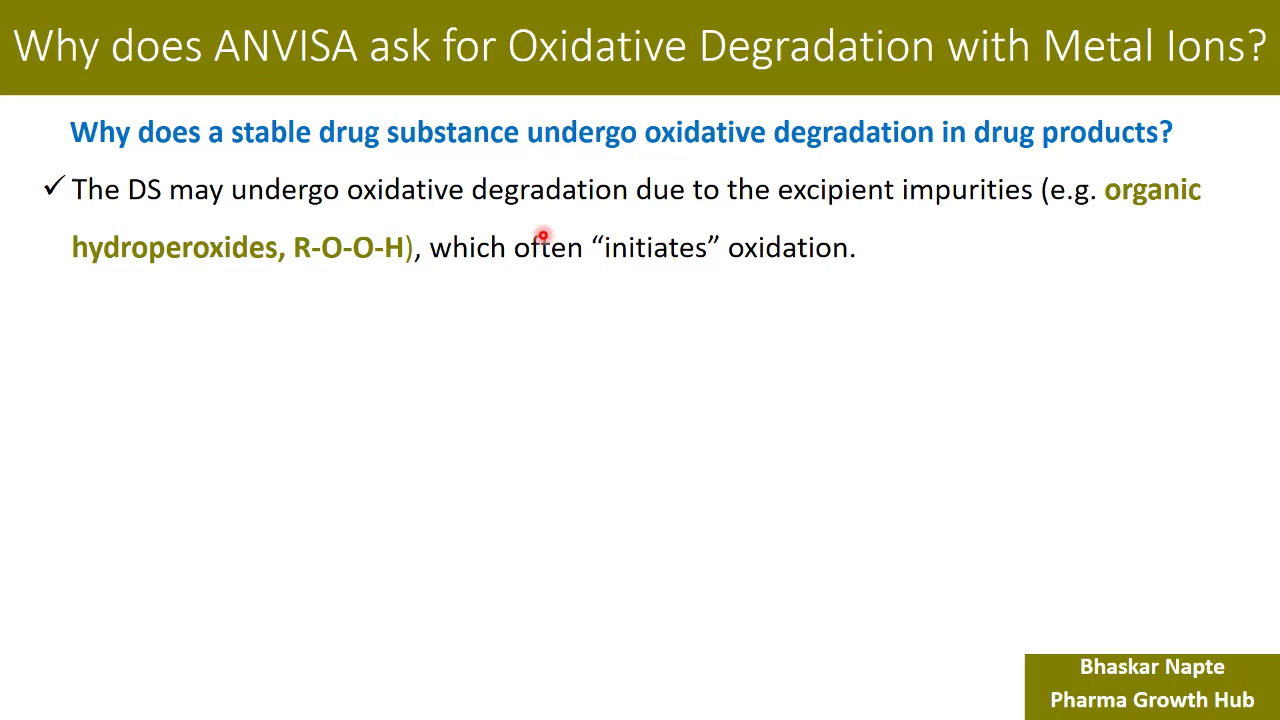 Why does ANVISA ask for Oxidative Degradation with Metal Ions?
Why does a stable drug substance undergo oxidative degradation in drug products?
✓ The DS may undergo oxidative degradation due to the excipient impurities (e.g. organic
hydroperoxides, R-O-O-H), which often “initiates” oxidation.
Bhaskar Napte
Pharma Growth Hub